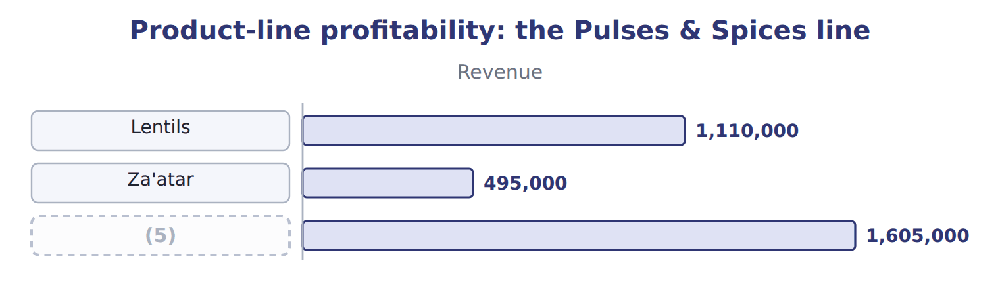 Product-line profitability: the Pulses & Spices line
Revenue
Lentils 1,110,000
Za'atar 495,000
(5) 1,605,000